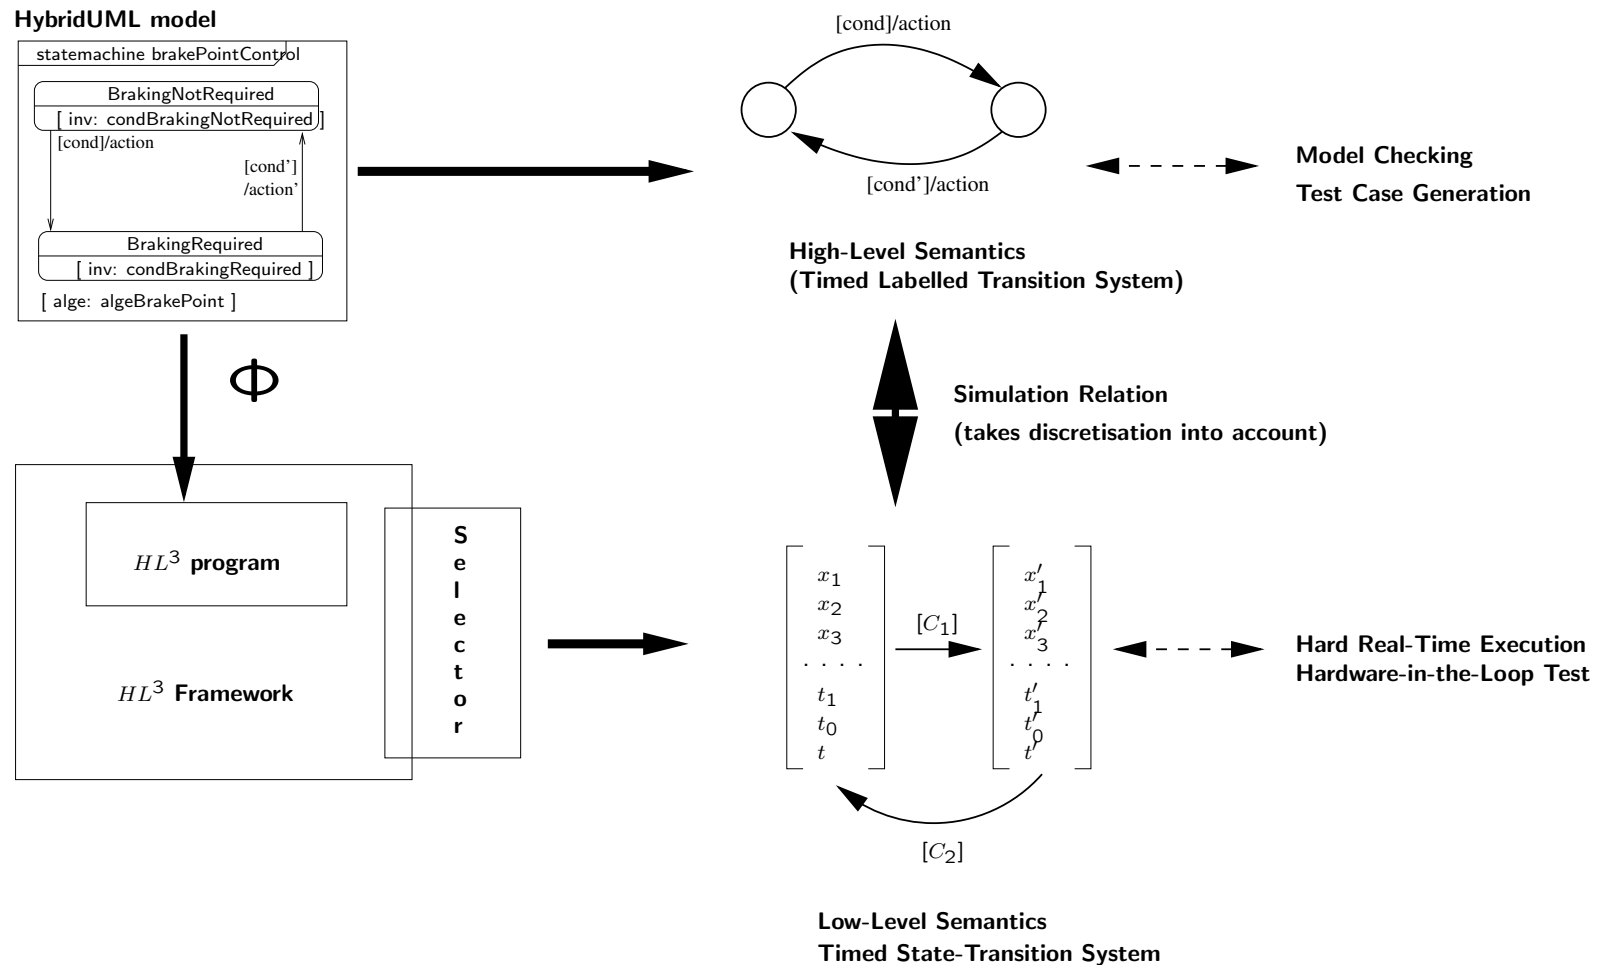 HybridUML model
statemachine brakePointControl
BrakingNotRequired
[ inv: condBrakingNotRequired ]
[cond]/action
[cond']
/action'
BrakingRequired
[ inv: condBrakingRequired ]
[ alge: algeBrakePoint ]
[cond]/action
[cond']/action
High-Level Semantics
(Timed Labelled Transition System)
Model Checking
Test Case Generation
Φ
Simulation Relation
(takes discretisation into account)
HL³ program
HL³ Framework
Selector
x₁
x₂
x₃
. . . .
t₁
t₀
t
[C₁]
x′₁
x′₂
x′₃
. . . .
t′₁
t′₀
t′
[C₂]
Hard Real-Time Execution
Hardware-in-the-Loop Test
Low-Level Semantics
Timed State-Transition System